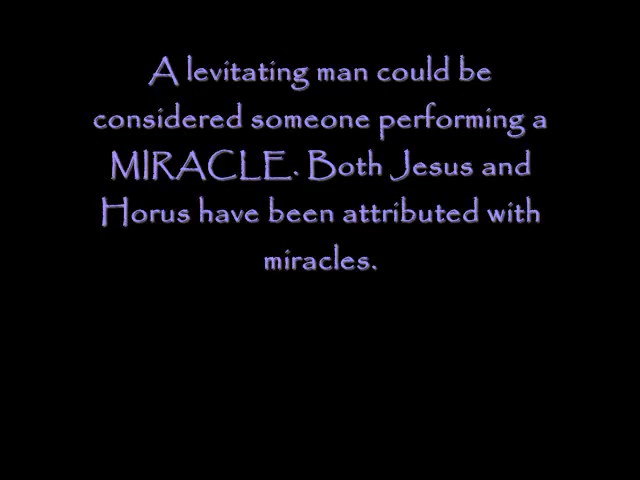 A levitating man could be
considered someone performing a
MIRACLE. Both Jesus and
Horus have been attributed with
miracles.